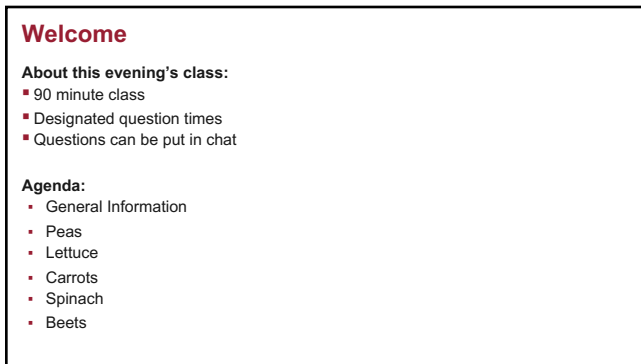 Welcome
About this evening’s class:
▪ 90 minute class
▪ Designated question times
▪ Questions can be put in chat
Agenda:
▪ General Information
▪ Peas
▪ Lettuce
▪ Carrots
▪ Spinach
▪ Beets